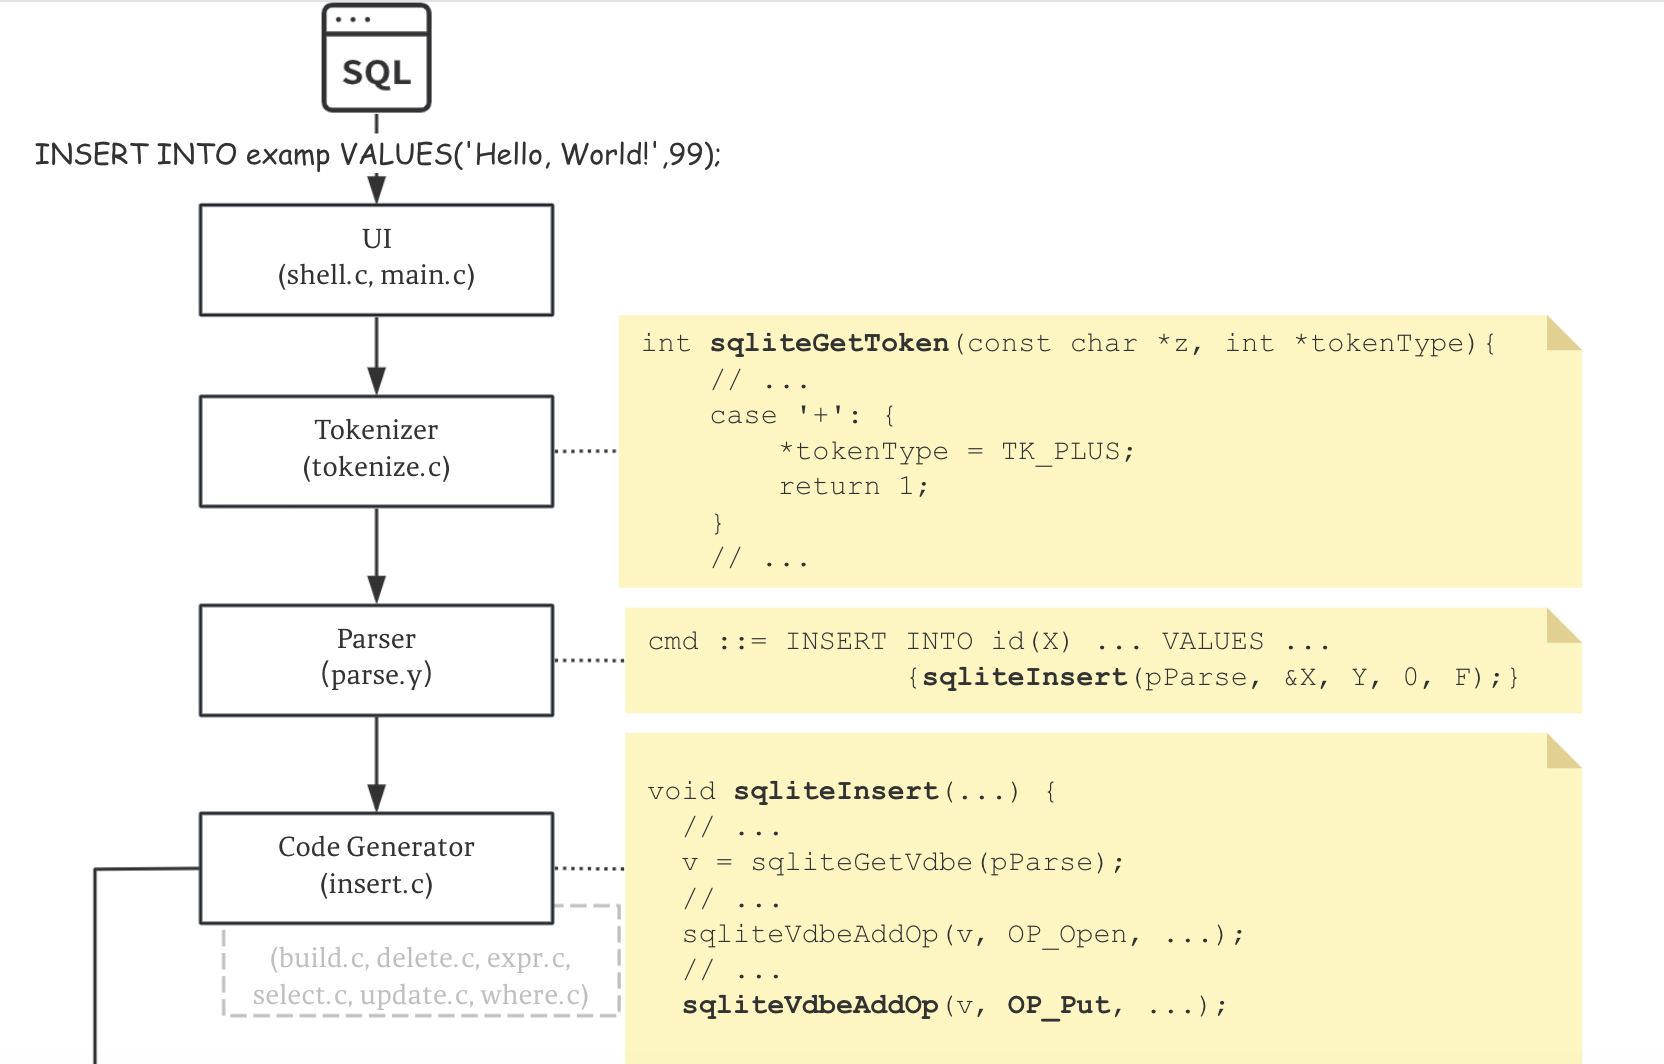 SQL
INSERT INTO examp VALUES('Hello, World!',99);
UI
(shell.c, main.c)
Tokenizer
(tokenize.c)
int sqliteGetToken(const char *z, int *tokenType){
// ...
case '+': {
*tokenType = TK_PLUS;
return 1;
}
// ...
Parser
(parse.y)
cmd ::= INSERT INTO id(X) ... VALUES ...
{sqliteInsert(pParse, &X, Y, 0, F);}
Code Generator
(insert.c)
(build.c, delete.c, expr.c,
select.c, update.c, where.c)
void sqliteInsert(...) {
// ...
v = sqliteGetVdbe(pParse);
// ...
sqliteVdbeAddOp(v, OP_Open, ...);
// ...
sqliteVdbeAddOp(v, OP_Put, ...);